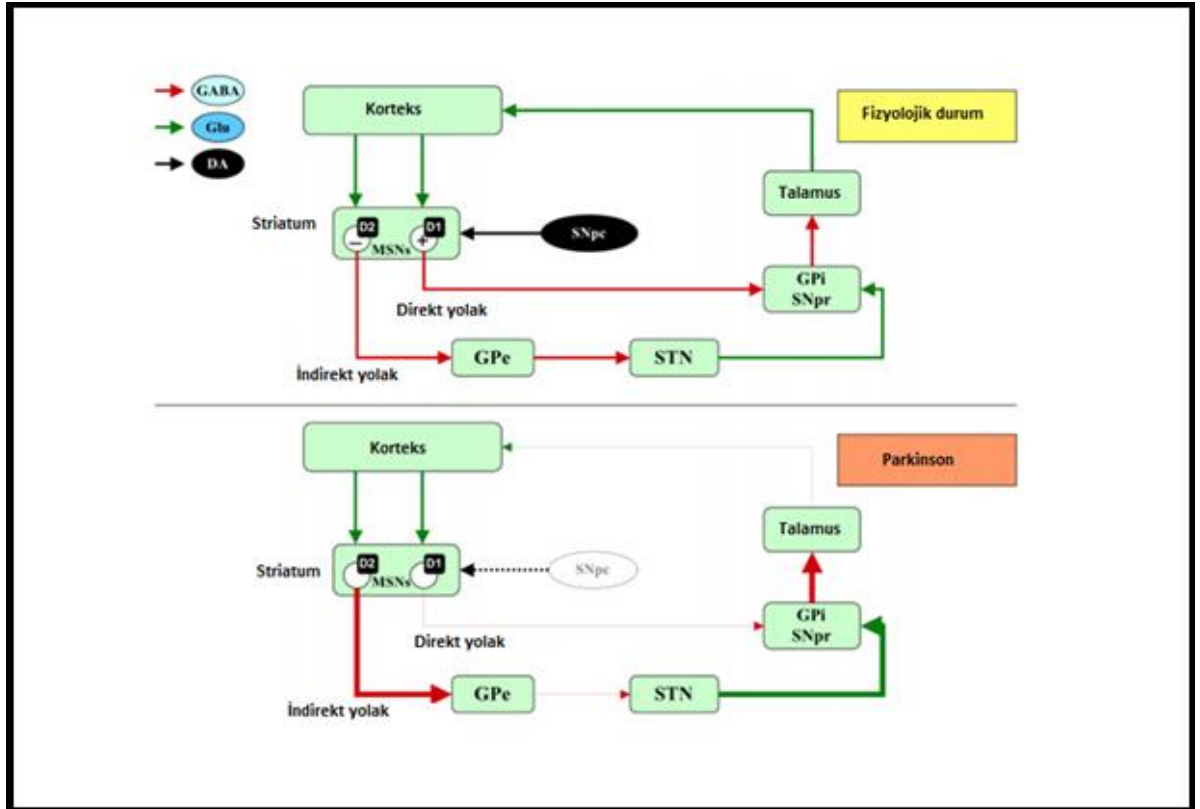 GABA
Glu
DA
Korteks
Fizyolojik durum
Talamus
Striatum
D2
D1
MSNs
SNpc
GPi
SNpr
Direkt yolak
GPe
STN
İndirekt yolak
Korteks
Parkinson
Talamus
Striatum
D2
D1
MSNs
SNpc
GPi
SNpr
Direkt yolak
GPe
STN
İndirekt yolak